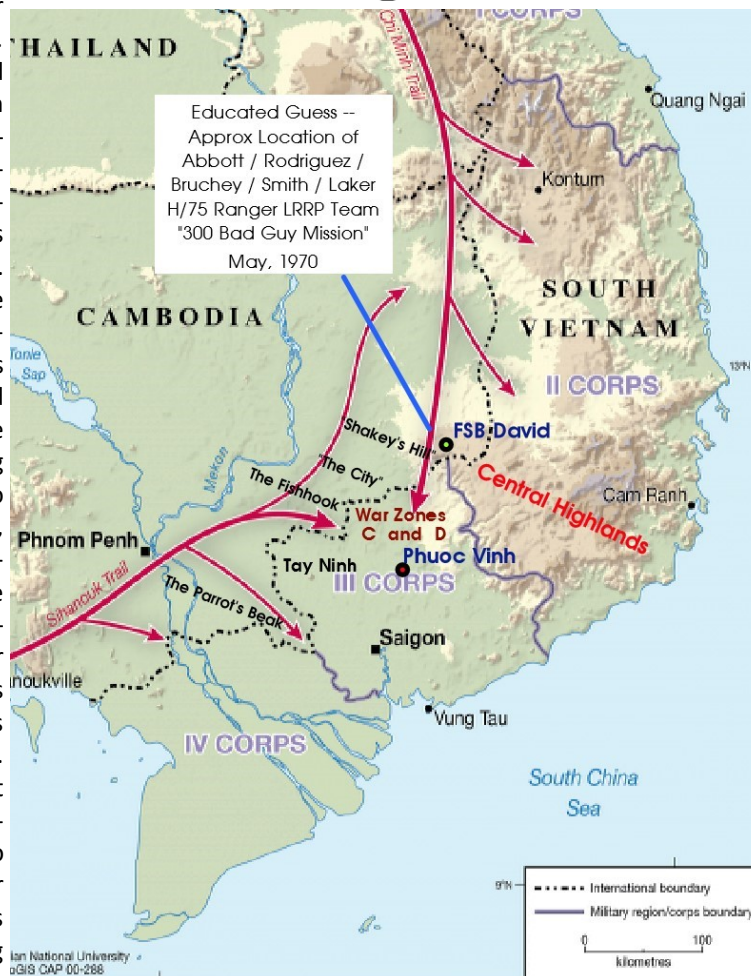 I CORPS
THAILAND
Chi Minh Trail
Quang Ngai
Educated Guess --
Approx Location of
Abbott / Rodriguez /
Bruchey / Smith / Laker
H/75 Ranger LRRP Team
"300 Bad Guy Mission"
May, 1970
Kontum
SOUTH
VIETNAM
CAMBODIA
Tonle
Sap
13°N
II CORPS
"Shakey's Hill"
FSB David
"The City"
Mekon
The Fishhook
Central Highlands
Cam Ranh
War Zones
C and D
Phnom Penh
Phuoc Vinh
Tay Ninh
III CORPS
Sihanouk Trail
The Parrot's Beak
Saigon
noukville
Vung Tau
IV CORPS
South China
Sea
9°N
International boundary
Military region/corps boundary
0 100
kilometres
ian National University
GIS CAP 00-288